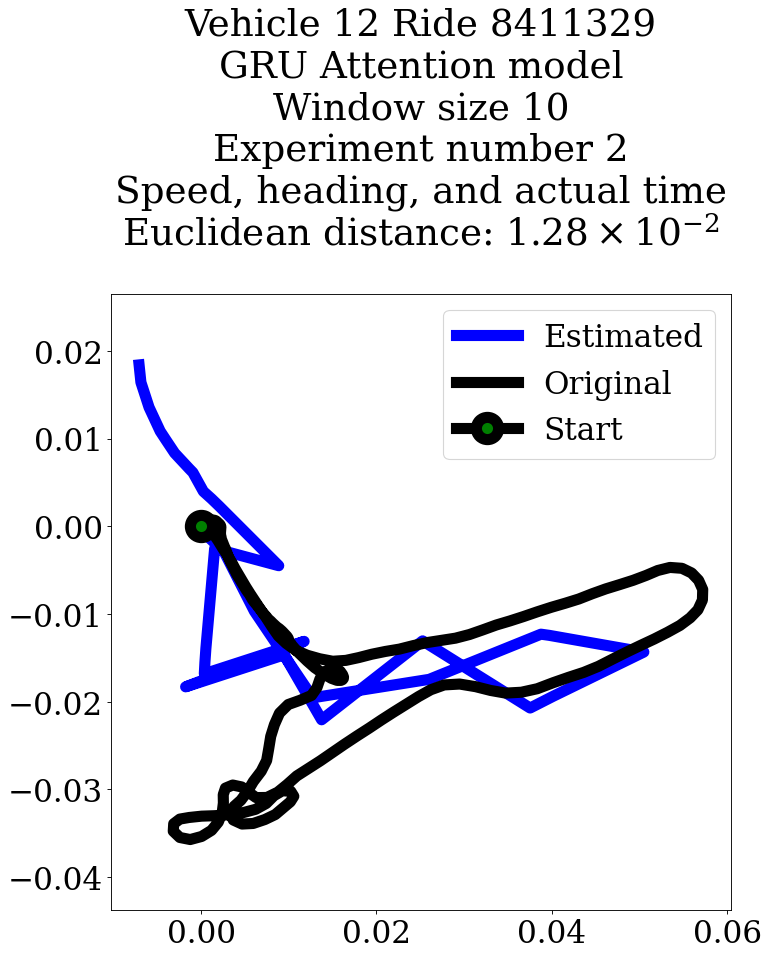 Vehicle 12 Ride 8411329
GRU Attention model
Window size 10
Experiment number 2
Speed, heading, and actual time
Euclidean distance: 1.28 × 10⁻²
Estimated
Original
Start
0.02
0.01
0.00
−0.01
−0.02
−0.03
−0.04
0.00 0.02 0.04 0.06